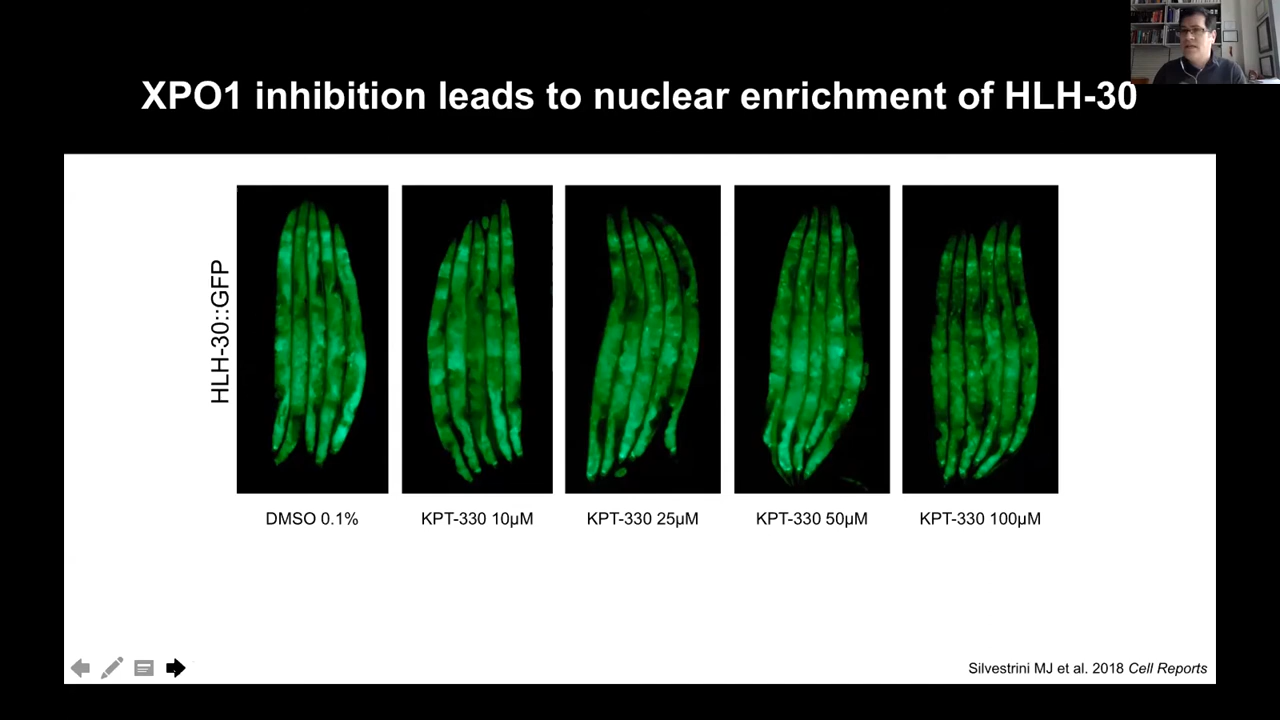 XPO1 inhibition leads to nuclear enrichment of HLH-30
HLH-30::GFP
DMSO 0.1%
KPT-330 10µM
KPT-330 25µM
KPT-330 50µM
KPT-330 100µM
Silvestrini MJ et al. 2018 Cell Reports